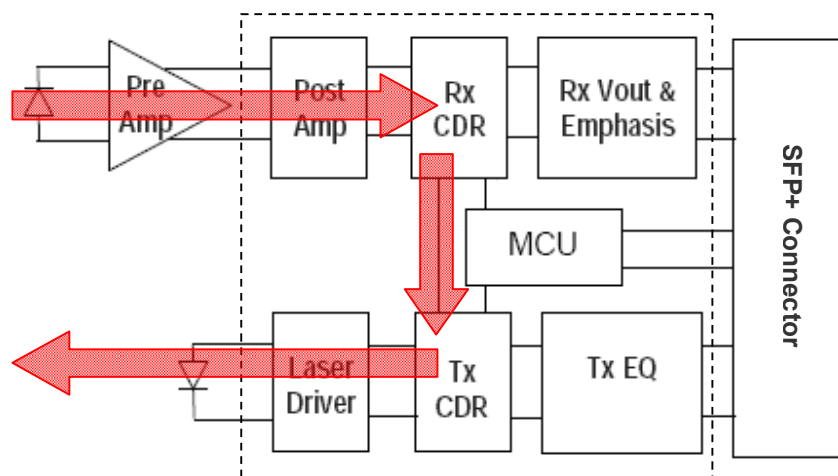 Pre
Amp
Post
Amp
Rx
CDR
Rx Vout &
Emphasis
SFP+ Connector
MCU
Laser
Driver
Tx
CDR
Tx EQ